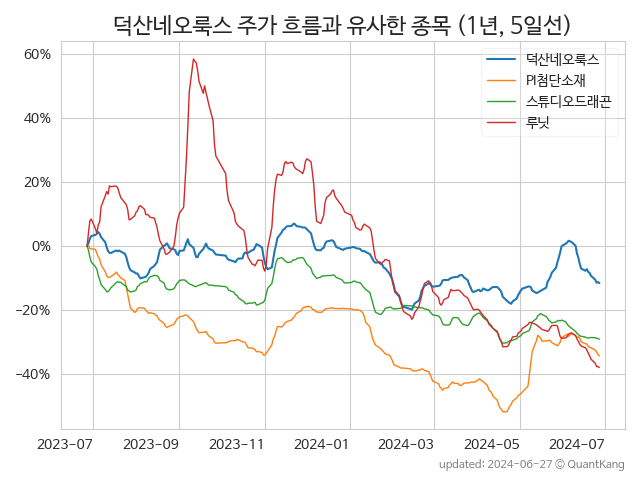 덕산네오룩스 주가 흐름과 유사한 종목 (1년, 5일선)
덕산네오룩스
PI첨단소재
스튜디오드래곤
루닛
60%
40%
20%
0%
−20%
−40%
2023-07
2023-09
2023-11
2024-01
2024-03
2024-05
2024-07
updated: 2024-06-27 © QuantKang